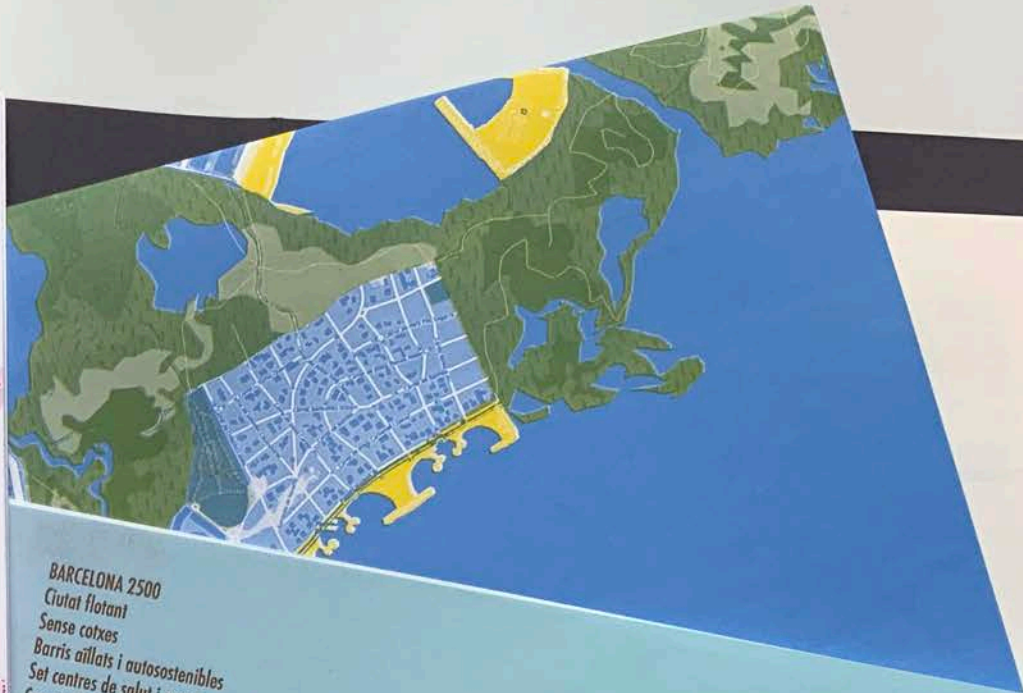 BARCELONA 2500
Ciutat flotant
Sense cotxes
Barris aïllats i autosostenibles
Set centres de salut i